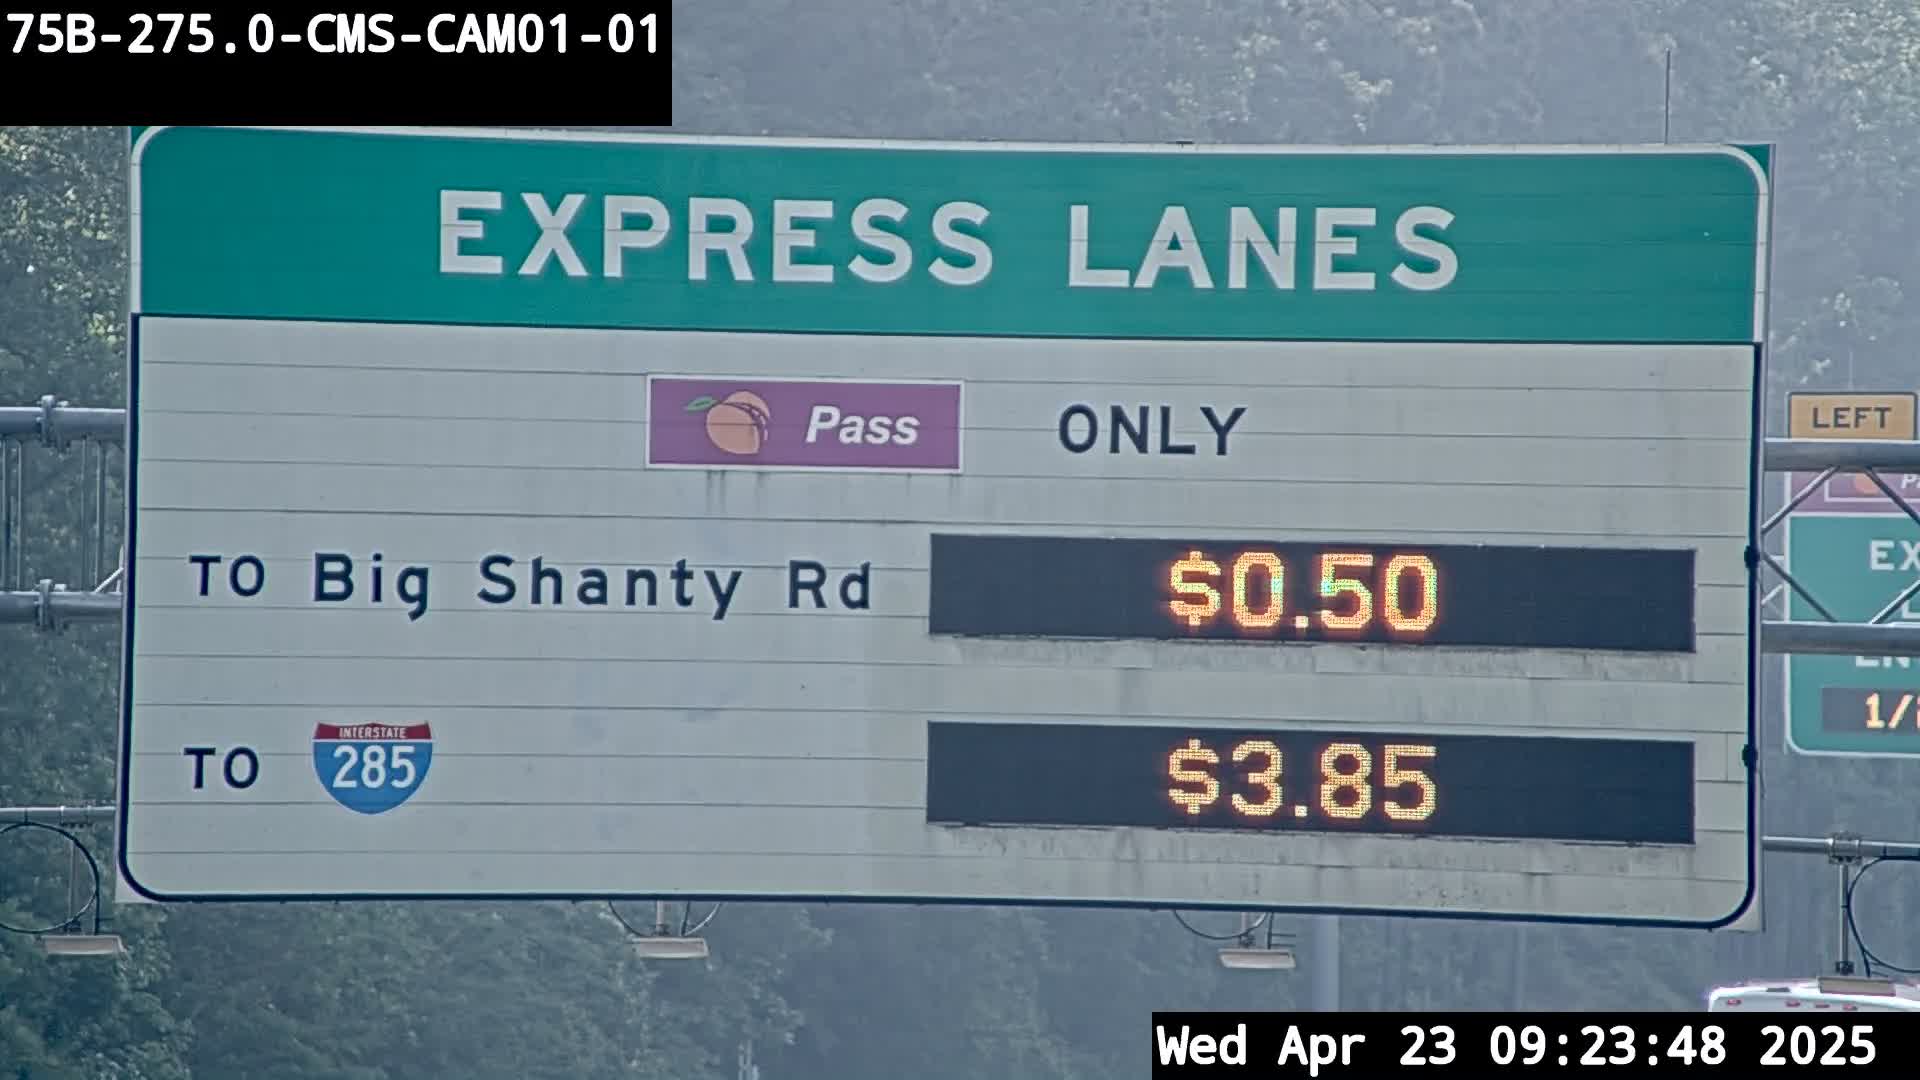 75B-275.0-CMS-CAM01-01
EXPRESS LANES
Pass ONLY
LEFT
TO Big Shanty Rd $0.50
TO INTERSTATE 285 $3.85
Wed Apr 23 09:23:48 2025